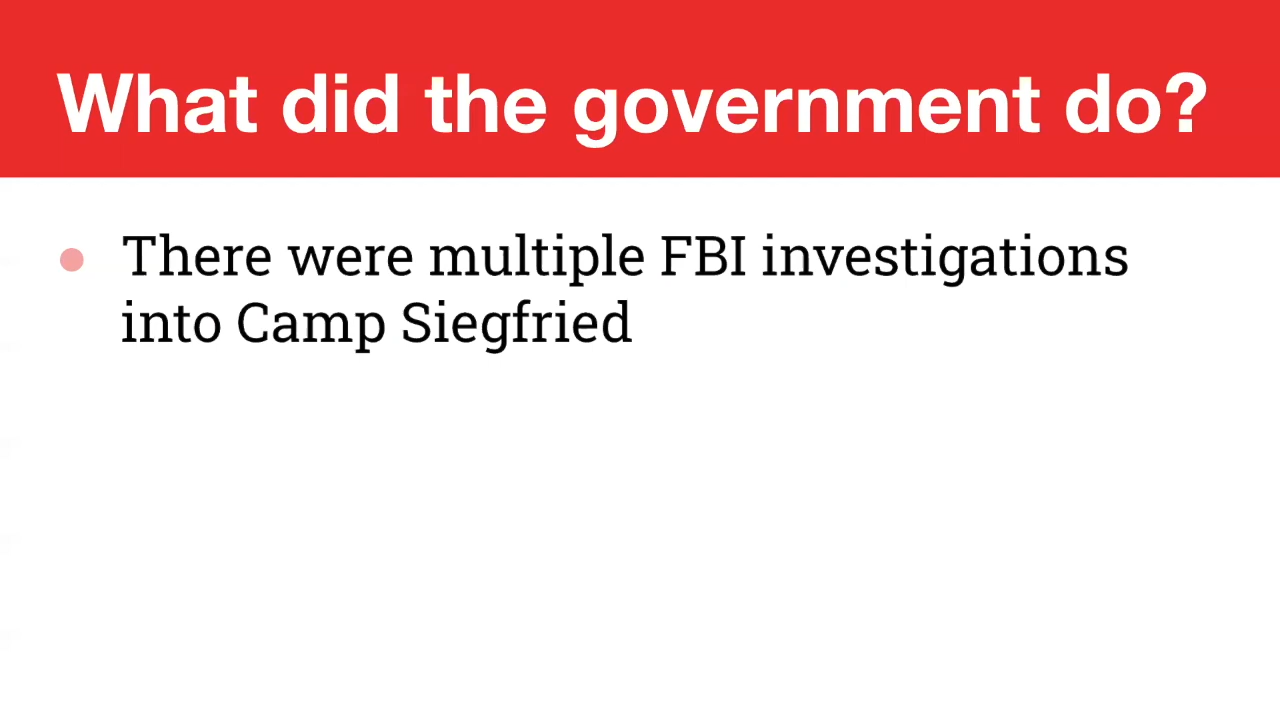 What did the government do?
There were multiple FBI investigations
into Camp Siegfried